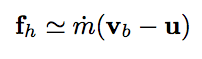 f_h ≃ ṁ(v_b − u)